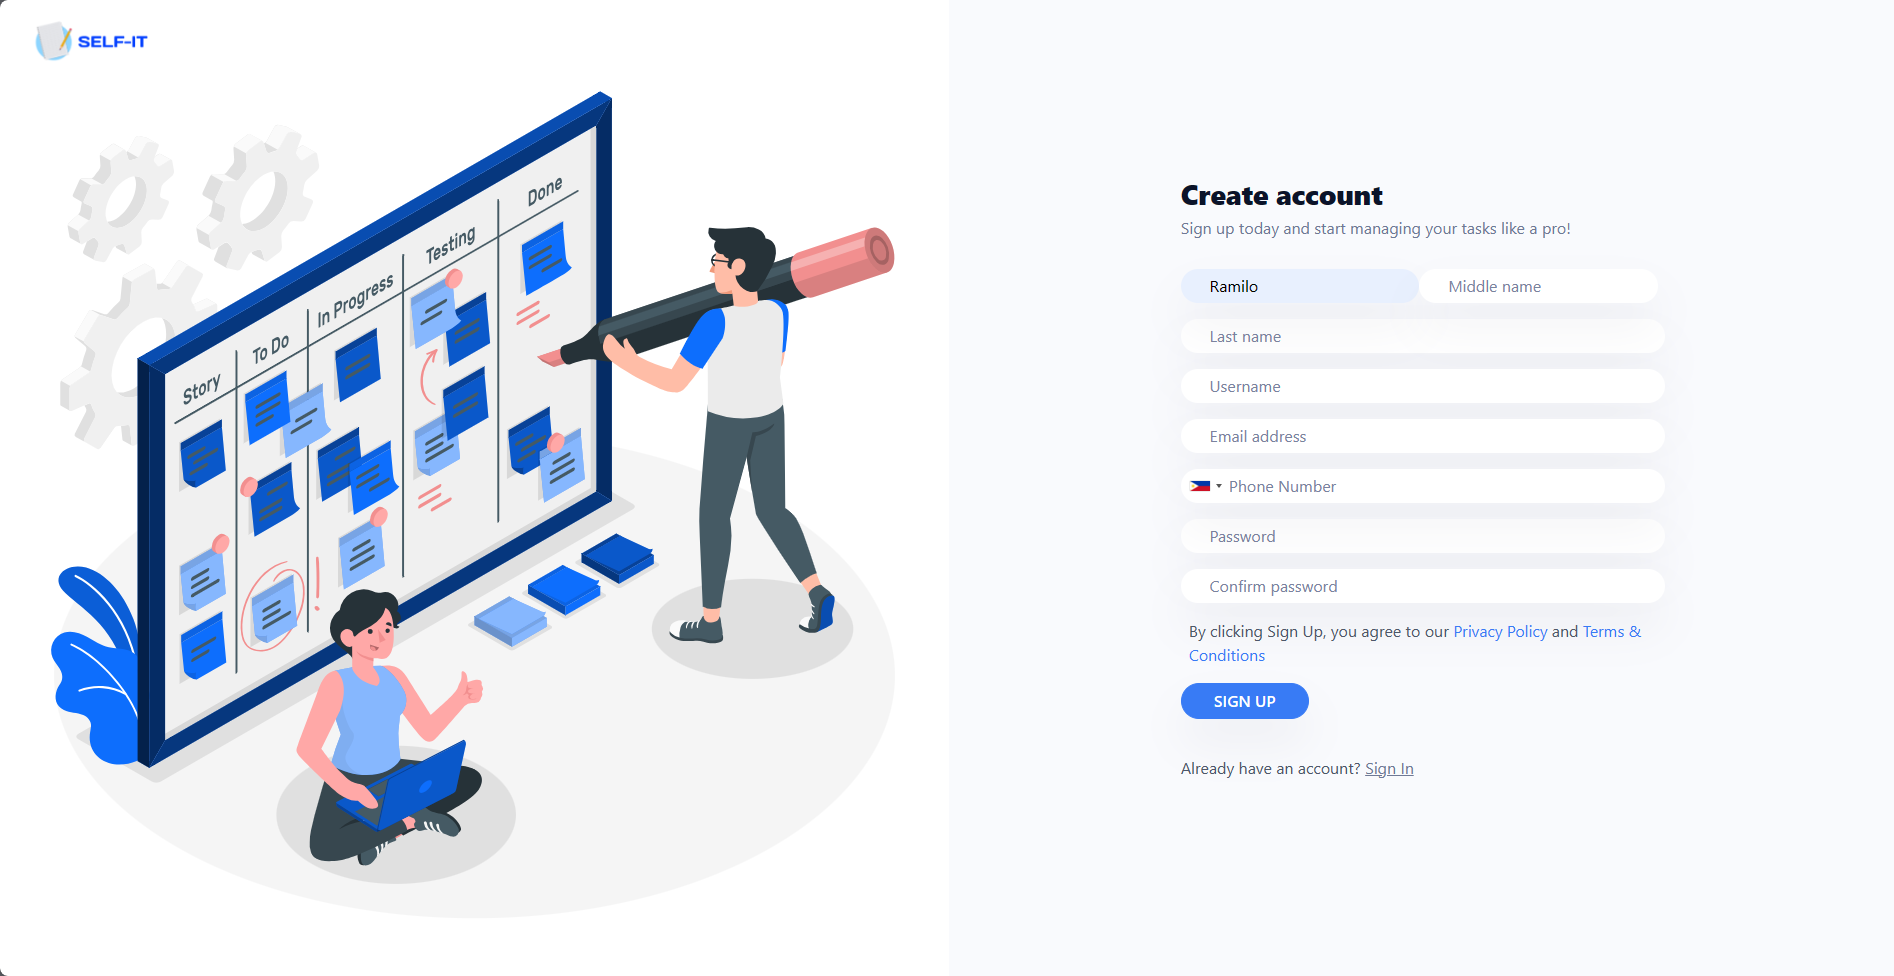 SELF-IT
Story
To Do
In Progress
Testing
Done
Create account
Sign up today and start managing your tasks like a pro!
Ramilo
Middle name
Last name
Username
Email address
Phone Number
Password
Confirm password
By clicking Sign Up, you agree to our Privacy Policy and Terms &
Conditions
SIGN UP
Already have an account? Sign In